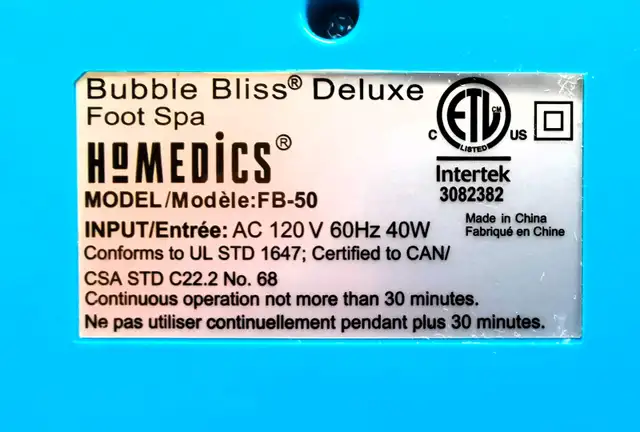 Bubble Bliss® Deluxe
Foot Spa
HoMEDICS®
MODEL/Modèle:FB-50
INPUT/Entrée: AC 120 V 60Hz 40W
Conforms to UL STD 1647; Certified to CAN/
CSA STD C22.2 No. 68
Continuous operation not more than 30 minutes.
Ne pas utiliser continuellement pendant plus 30 minutes.
ETL CM
C US
LISTED
Intertek
3082382
Made in China
Fabriqué en Chine